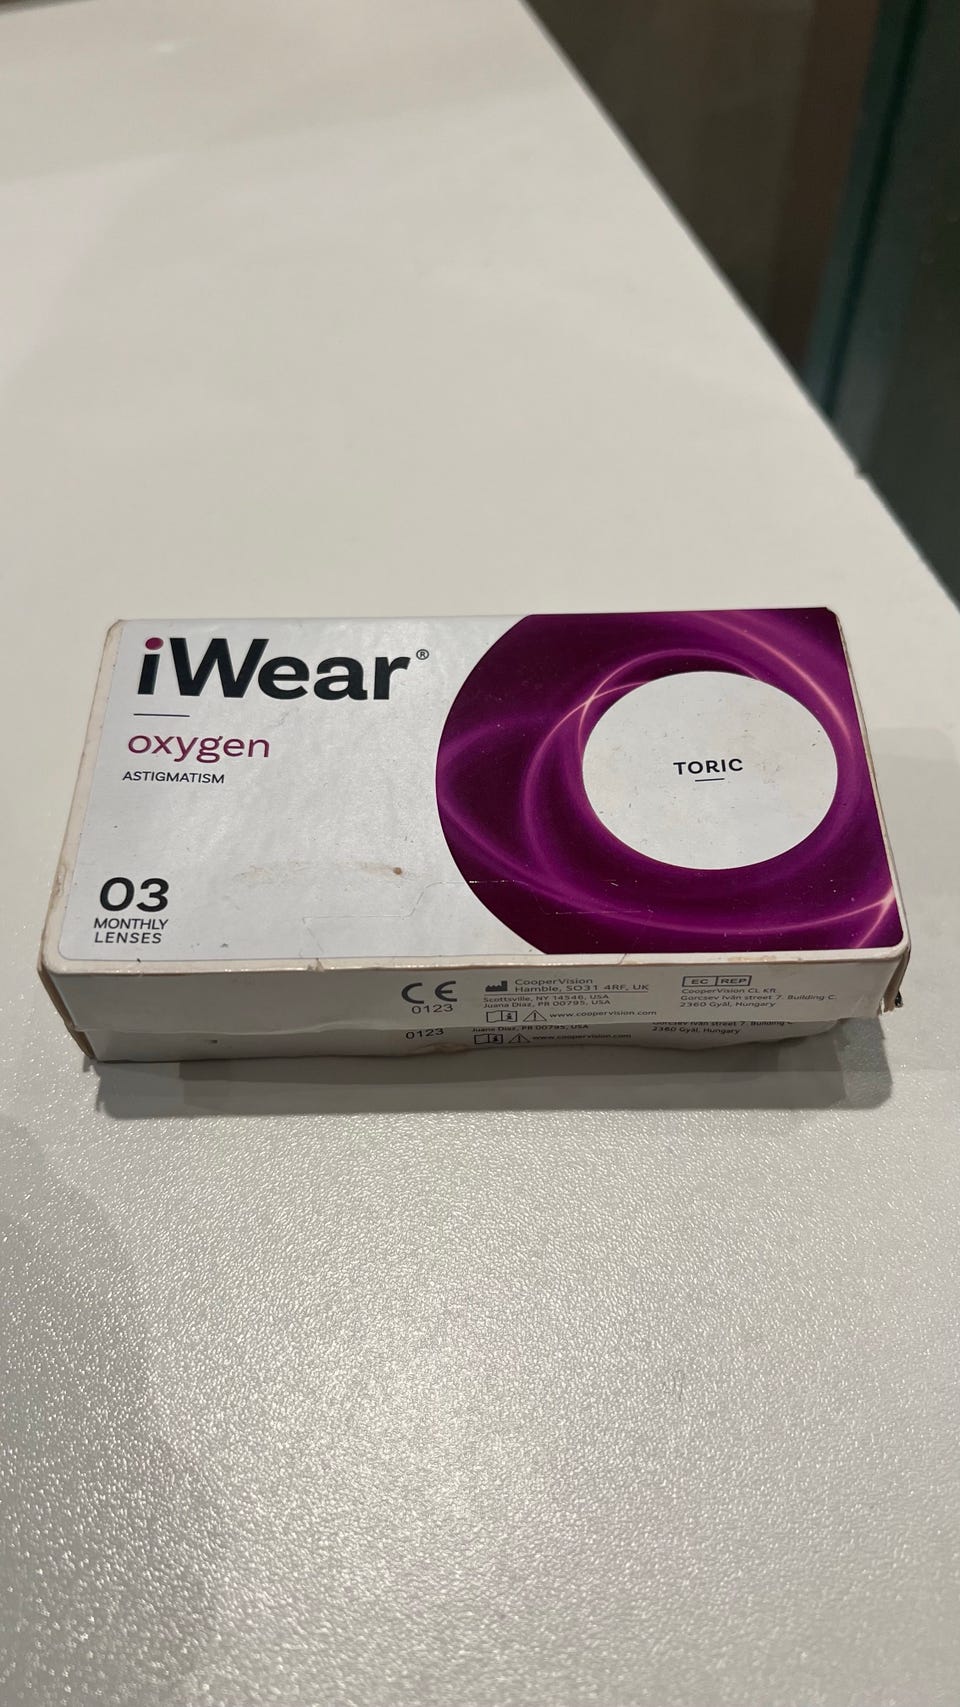 iWear®
oxygen
ASTIGMATISM
TORIC
03
MONTHLY
LENSES
CE
0123
CooperVision
Hamble, SO31 4RF, UK
Scottsville, NY 14546, USA
Juana Diaz, PR 00795, USA
www.coopervision.com
EC REP
CooperVision CL Kft
Gorcsev Iván street 7. Building C.
2360 Gyál, Hungary
0123
Juana Diaz, PR 00795, USA
www.coopervision.com
Gorcsev Iván street 7. Building C
2360 Gyál, Hungary